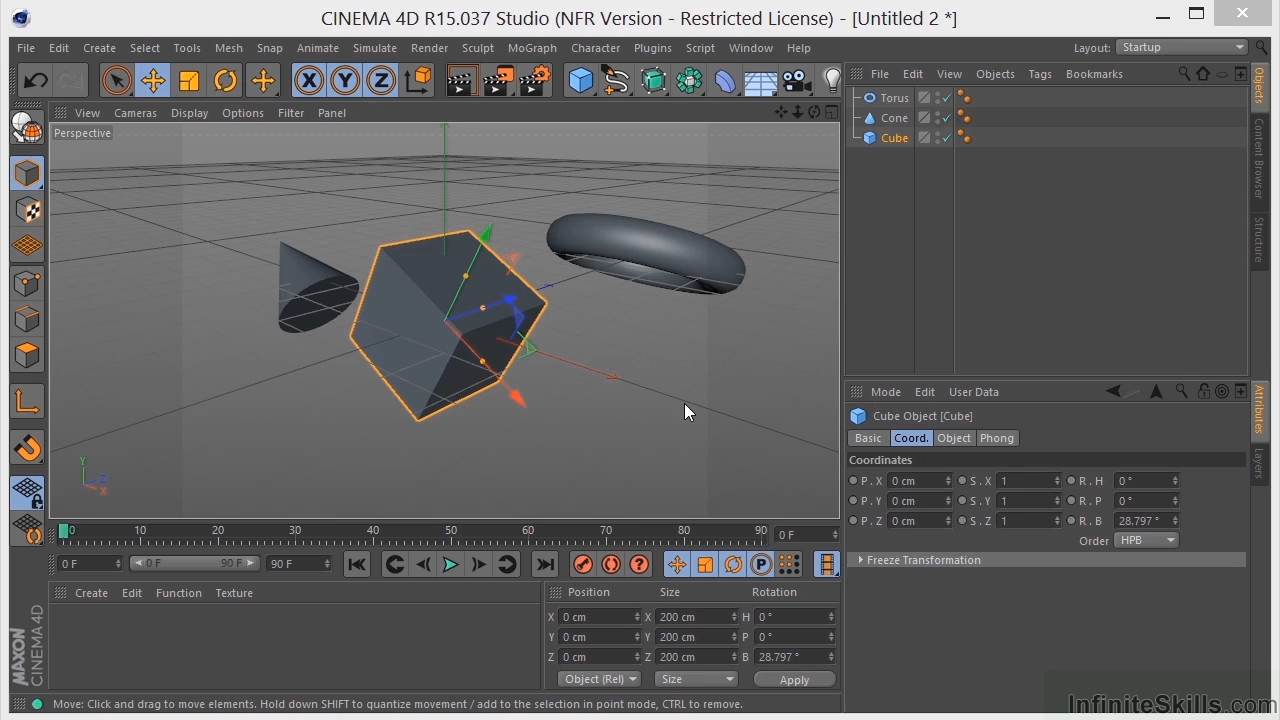 CINEMA 4D R15.037 Studio (NFR Version - Restricted License) - [Untitled 2 *]
File Edit Create Select Tools Mesh Snap Animate Simulate Render Sculpt MoGraph Character Plugins Script Window Help
Layout: Startup
X Y Z
File Edit View Objects Tags Bookmarks
View Cameras Display Options Filter Panel
Perspective
Torus
Cone
Cube
Objects
Content Browser
Structure
Y
Z
X
Mode Edit User Data
Cube Object [Cube]
Basic Coord. Object Phong
Coordinates
P . X 0 cm S . X 1 R . H 0 °
P . Y 0 cm S . Y 1 R . P 0 °
P . Z 0 cm S . Z 1 R . B 28.797 °
Order HPB
Freeze Transformation
Attributes
Layers
0 10 20 30 40 50 60 70 80 90 0 F
0 F 0 F 90 F 90 F
P
Create Edit Function Texture
Position Size Rotation
X 0 cm X 200 cm H 0 °
Y 0 cm Y 200 cm P 0 °
Z 0 cm Z 200 cm B 28.797 °
Object (Rel) Size Apply
MAXON
CINEMA 4D
Move: Click and drag to move elements. Hold down SHIFT to quantize movement / add to the selection in point mode, CTRL to remove.
InfiniteSkills.com